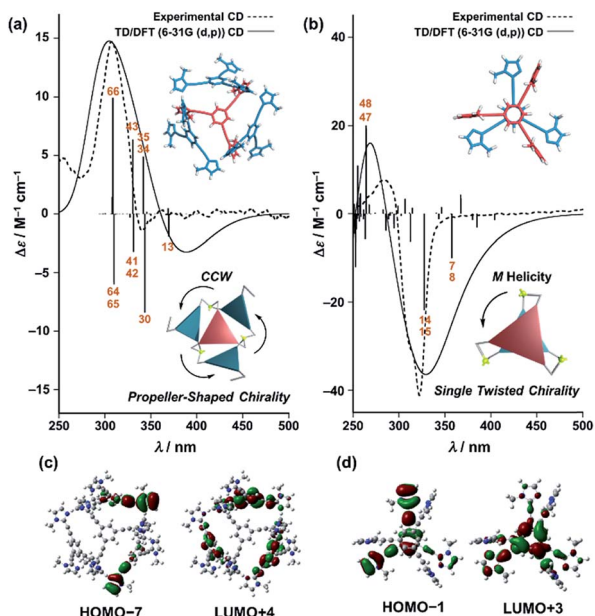 (a)
Experimental CD
TD/DFT (6-31G (d,p)) CD
15
10
5
0
−5
−10
−15
Δε / M⁻¹ cm⁻¹
66
43
35
34
13
41
42
64
65
30
CCW
Propeller-Shaped Chirality
250 300 350 400 450 500
λ / nm
(b)
Experimental CD
TD/DFT (6-31G (d,p)) CD
40
20
0
−20
−40
Δε / M⁻¹ cm⁻¹
48
47
7
8
14
15
M Helicity
Single Twisted Chirality
250 300 350 400 450 500
λ / nm
(c)
HOMO−7 LUMO+4
(d)
HOMO−1 LUMO+3